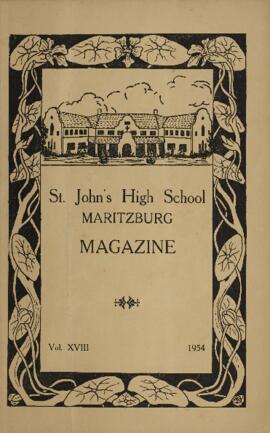 St. John's High School
MARITZBURG
MAGAZINE
Vol. XVIII 1954